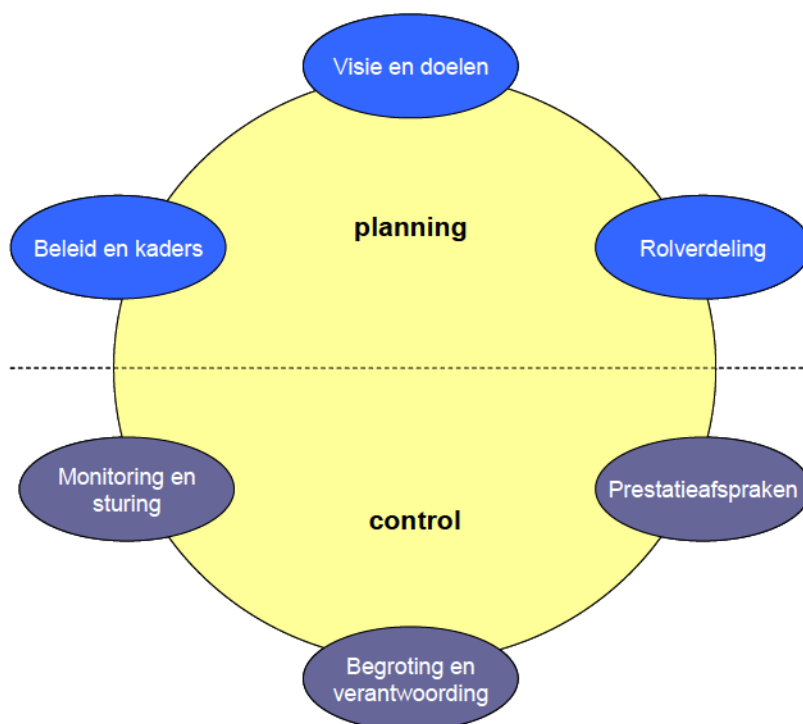 Visie en doelen
planning
Beleid en kaders
Rolverdeling
Monitoring en
sturing
Prestatieafspraken
control
Begroting en
verantwoording